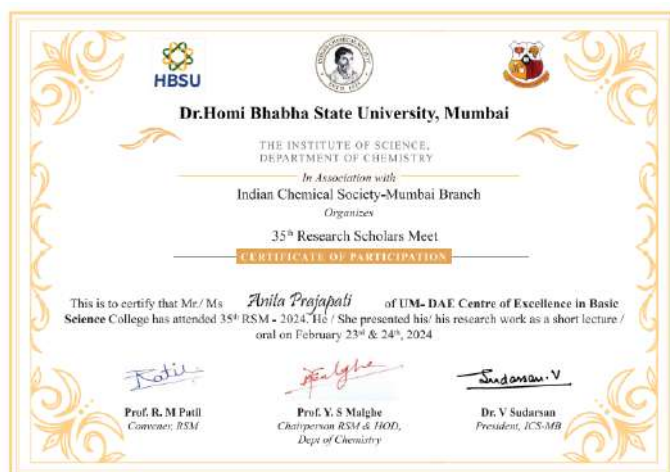 HBSU
Dr.Homi Bhabha State University, Mumbai
THE INSTITUTE OF SCIENCE,
DEPARTMENT OF CHEMISTRY
In Association with
Indian Chemical Society-Mumbai Branch
Organizes
35th Research Scholars Meet
CERTIFICATE OF PARTICIPATION
This is to certify that Mr./ Ms Anita Prajapati of UM- DAE Centre of Excellence in Basic
Science College has attended 35th RSM - 2024. He / She presented his/ his research work as a short lecture /
oral on February 23rd & 24th, 2024
Sudarsan. V
Prof. R. M Patil
Convener, RSM
Prof. Y. S Malghe
Chairperson RSM & HOD,
Dept of Chemistry
Dr. V Sudarsan
President, ICS-MB